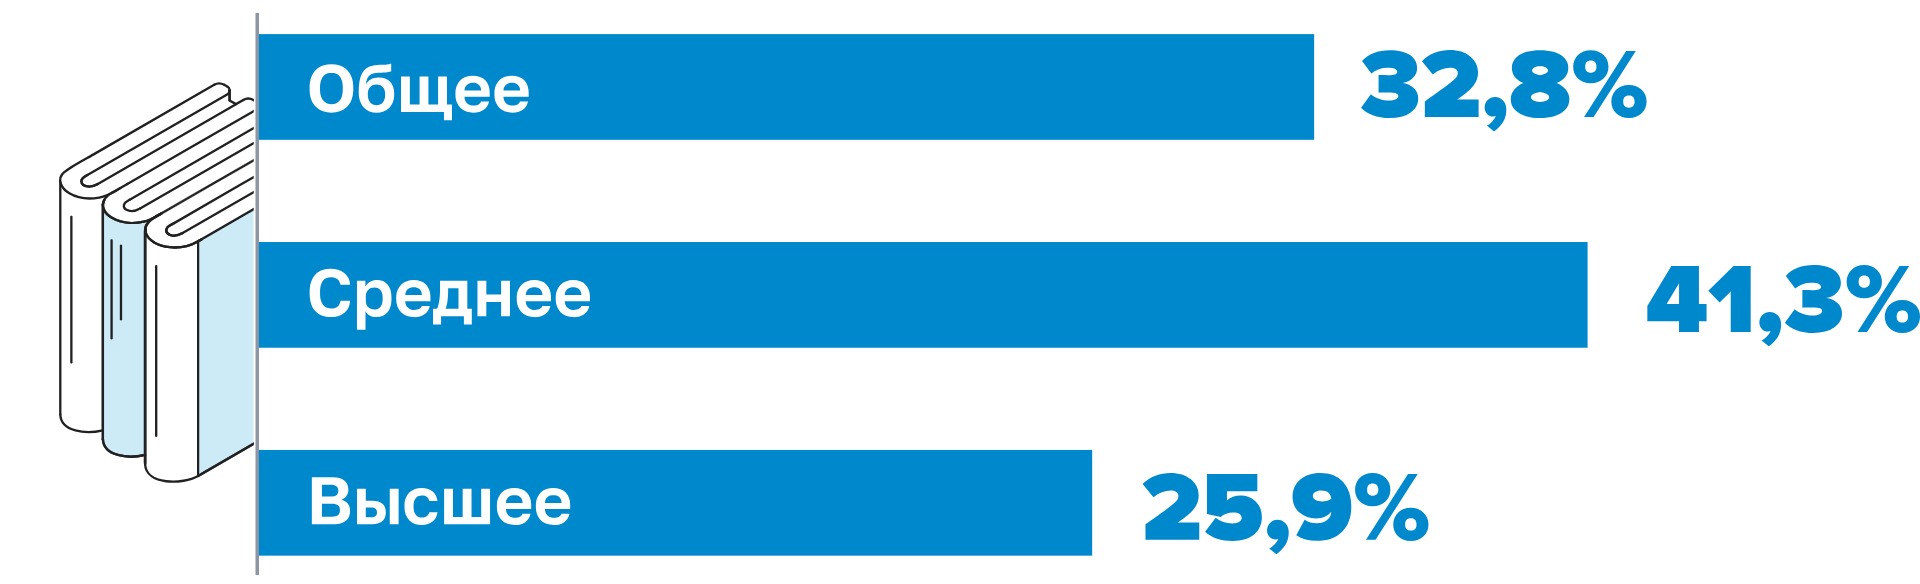 Общее 32,8%
Среднее 41,3%
Высшее 25,9%